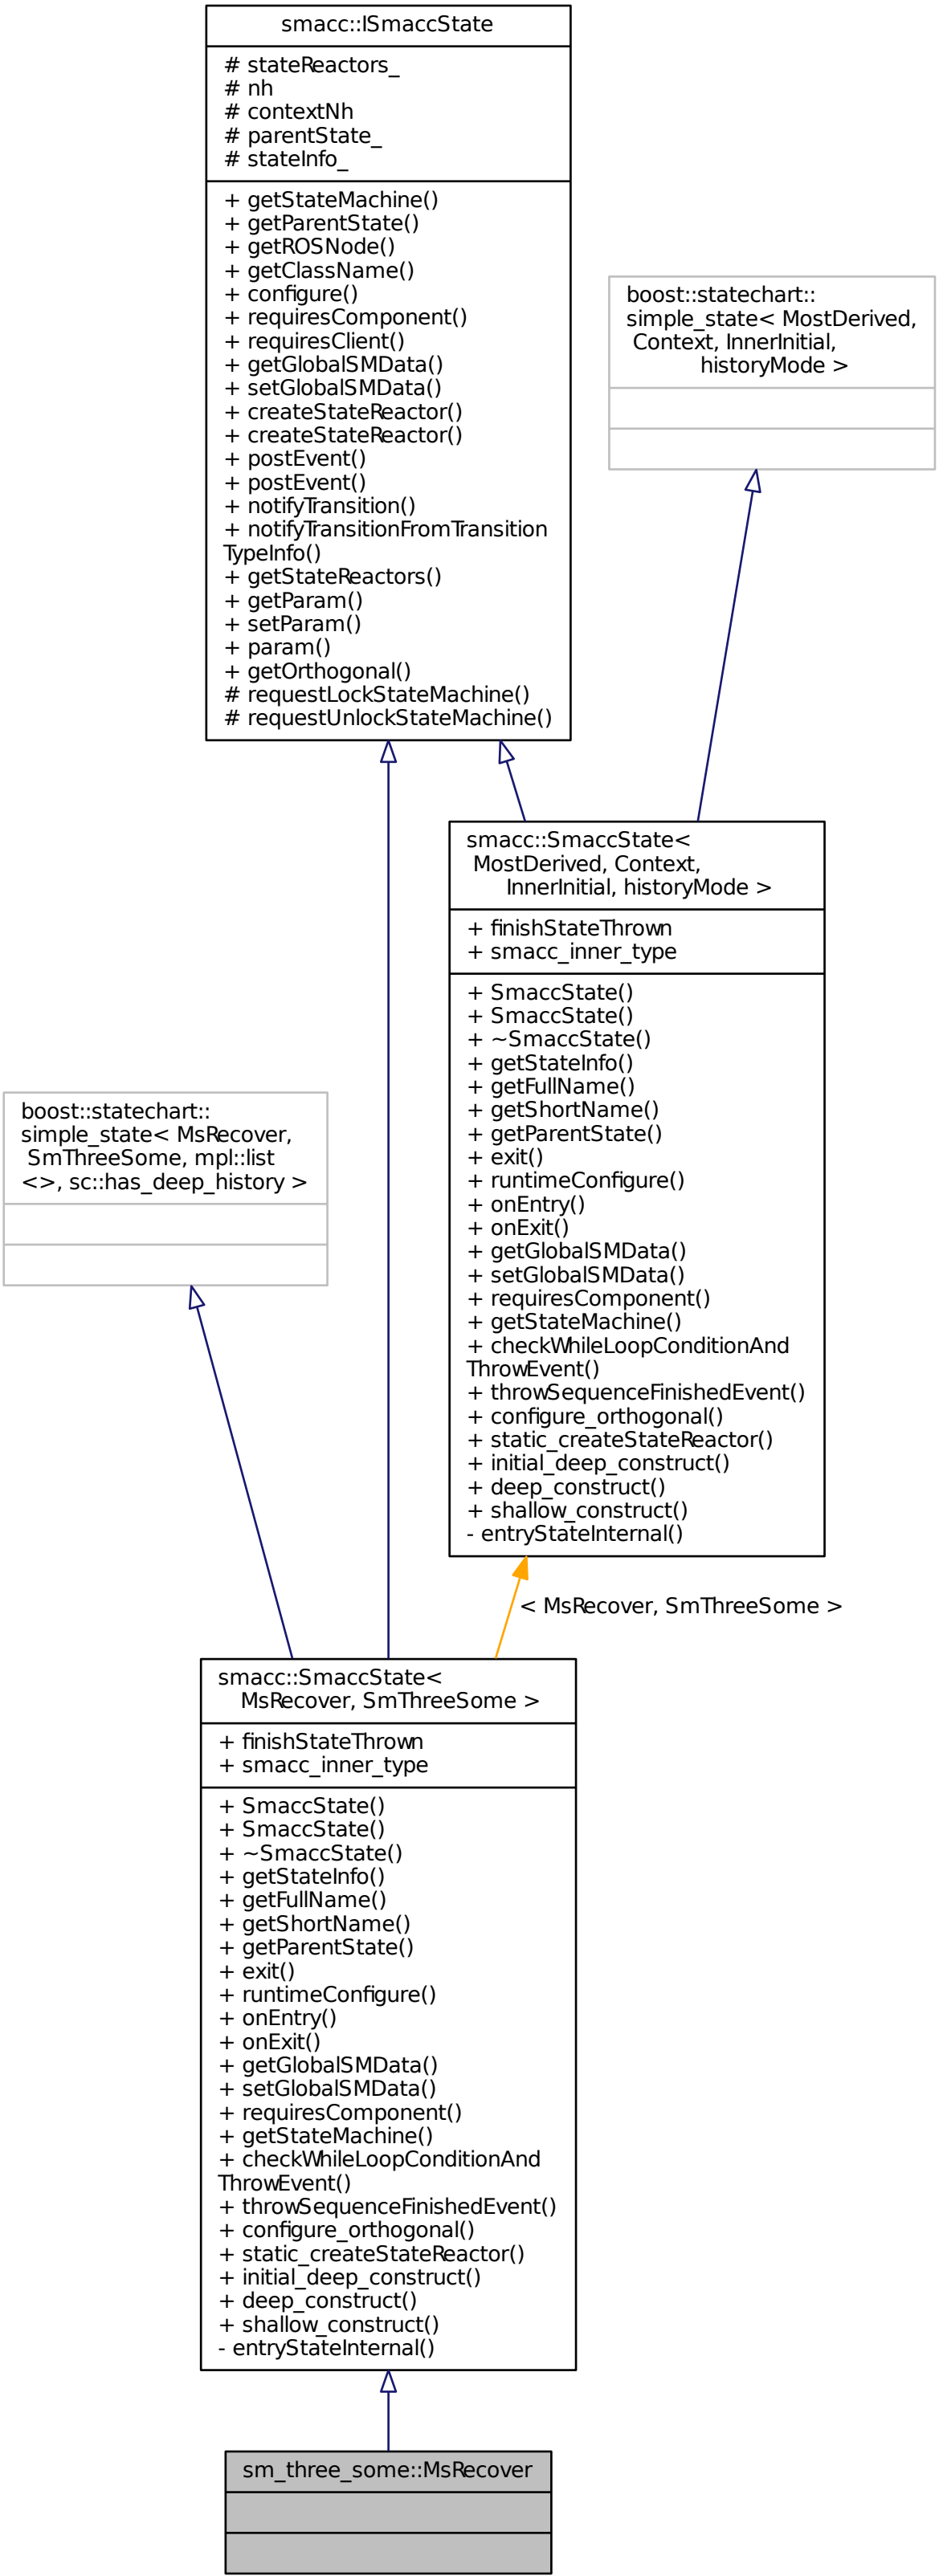 smacc::ISmaccState
# stateReactors_
# nh
# contextNh
# parentState_
# stateInfo_
+ getStateMachine()
+ getParentState()
+ getROSNode()
+ getClassName()
+ configure()
+ requiresComponent()
+ requiresClient()
+ getGlobalSMData()
+ setGlobalSMData()
+ createStateReactor()
+ createStateReactor()
+ postEvent()
+ postEvent()
+ notifyTransition()
+ notifyTransitionFromTransition
TypeInfo()
+ getStateReactors()
+ getParam()
+ setParam()
+ param()
+ getOrthogonal()
# requestLockStateMachine()
# requestUnlockStateMachine()
boost::statechart::
simple_state< MostDerived,
Context, InnerInitial,
historyMode >
smacc::SmaccState<
MostDerived, Context,
InnerInitial, historyMode >
+ finishStateThrown
+ smacc_inner_type
+ SmaccState()
+ SmaccState()
+ ~SmaccState()
+ getStateInfo()
+ getFullName()
+ getShortName()
+ getParentState()
+ exit()
+ runtimeConfigure()
+ onEntry()
+ onExit()
+ getGlobalSMData()
+ setGlobalSMData()
+ requiresComponent()
+ getStateMachine()
+ checkWhileLoopConditionAnd
ThrowEvent()
+ throwSequenceFinishedEvent()
+ configure_orthogonal()
+ static_createStateReactor()
+ initial_deep_construct()
+ deep_construct()
+ shallow_construct()
- entryStateInternal()
boost::statechart::
simple_state< MsRecover,
SmThreeSome, mpl::list
<>, sc::has_deep_history >
< MsRecover, SmThreeSome >
smacc::SmaccState<
MsRecover, SmThreeSome >
+ finishStateThrown
+ smacc_inner_type
+ SmaccState()
+ SmaccState()
+ ~SmaccState()
+ getStateInfo()
+ getFullName()
+ getShortName()
+ getParentState()
+ exit()
+ runtimeConfigure()
+ onEntry()
+ onExit()
+ getGlobalSMData()
+ setGlobalSMData()
+ requiresComponent()
+ getStateMachine()
+ checkWhileLoopConditionAnd
ThrowEvent()
+ throwSequenceFinishedEvent()
+ configure_orthogonal()
+ static_createStateReactor()
+ initial_deep_construct()
+ deep_construct()
+ shallow_construct()
- entryStateInternal()
sm_three_some::MsRecover